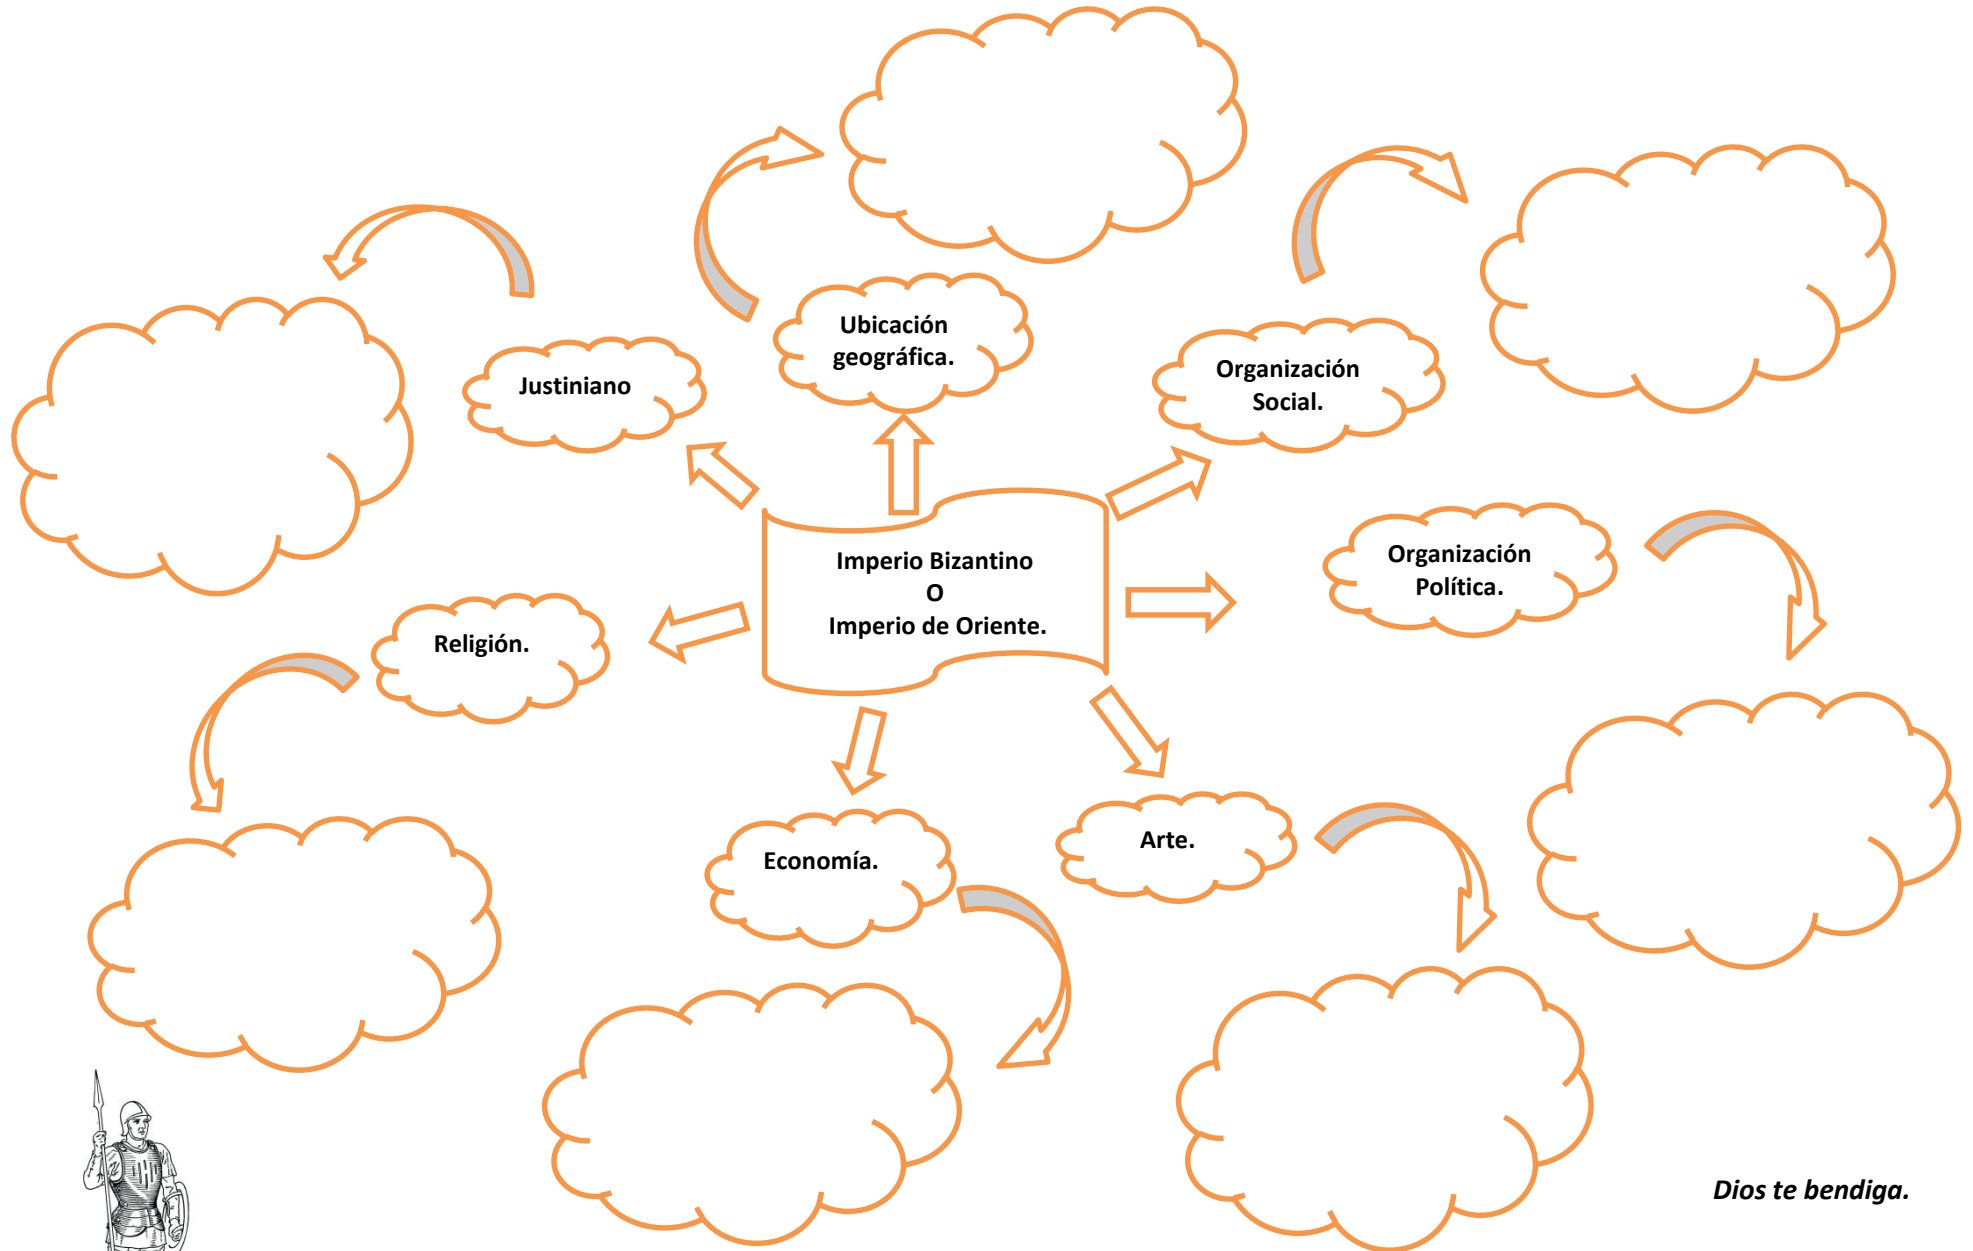 Ubicación
geográfica.
Justiniano
Organización
Social.
Imperio Bizantino
O
Imperio de Oriente.
Organización
Política.
Religión.
Economía.
Arte.
Dios te bendiga.